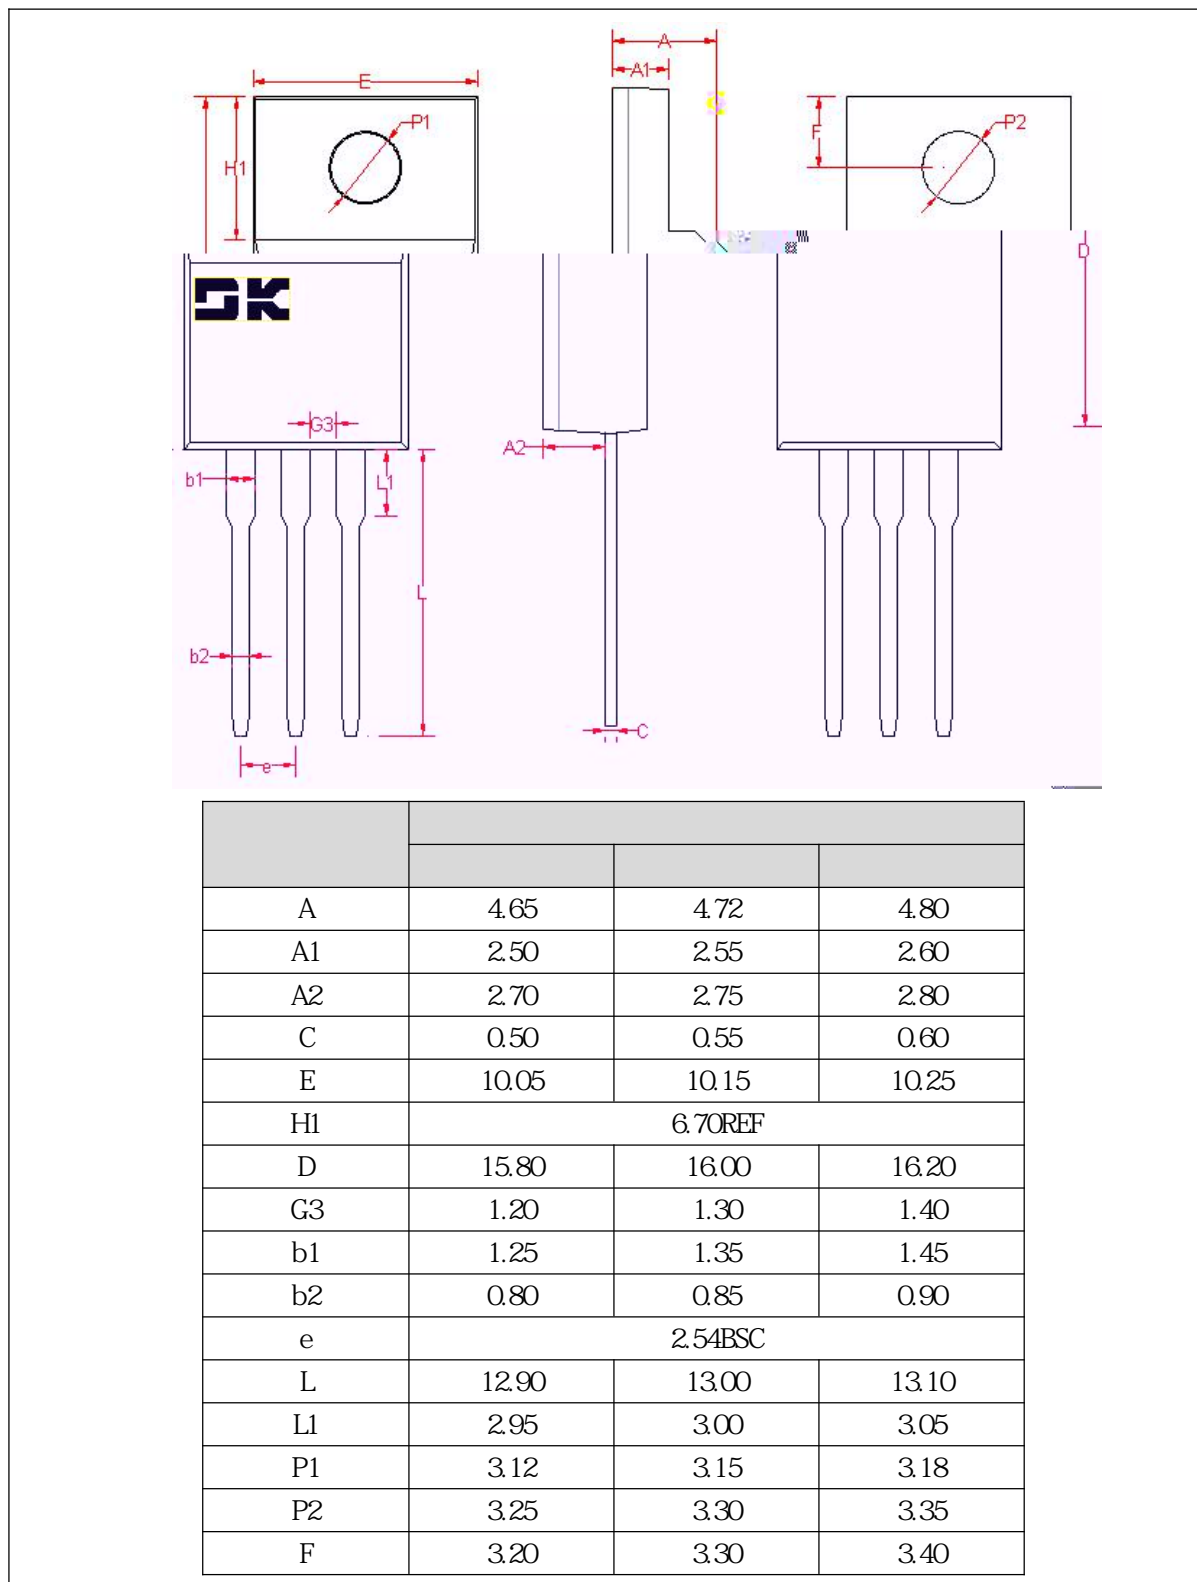 A
A1
E
P1
P2
F
H1
D
DK
G3
A2
b1
L1
L
b2
C
e
A 4.65 4.72 4.80
A1 2.50 2.55 2.60
A2 2.70 2.75 2.80
C 0.50 0.55 0.60
E 10.05 10.15 10.25
H1 6.70REF
D 15.80 16.00 16.20
G3 1.20 1.30 1.40
b1 1.25 1.35 1.45
b2 0.80 0.85 0.90
e 2.54BSC
L 12.90 13.00 13.10
L1 2.95 3.00 3.05
P1 3.12 3.15 3.18
P2 3.25 3.30 3.35
F 3.20 3.30 3.40